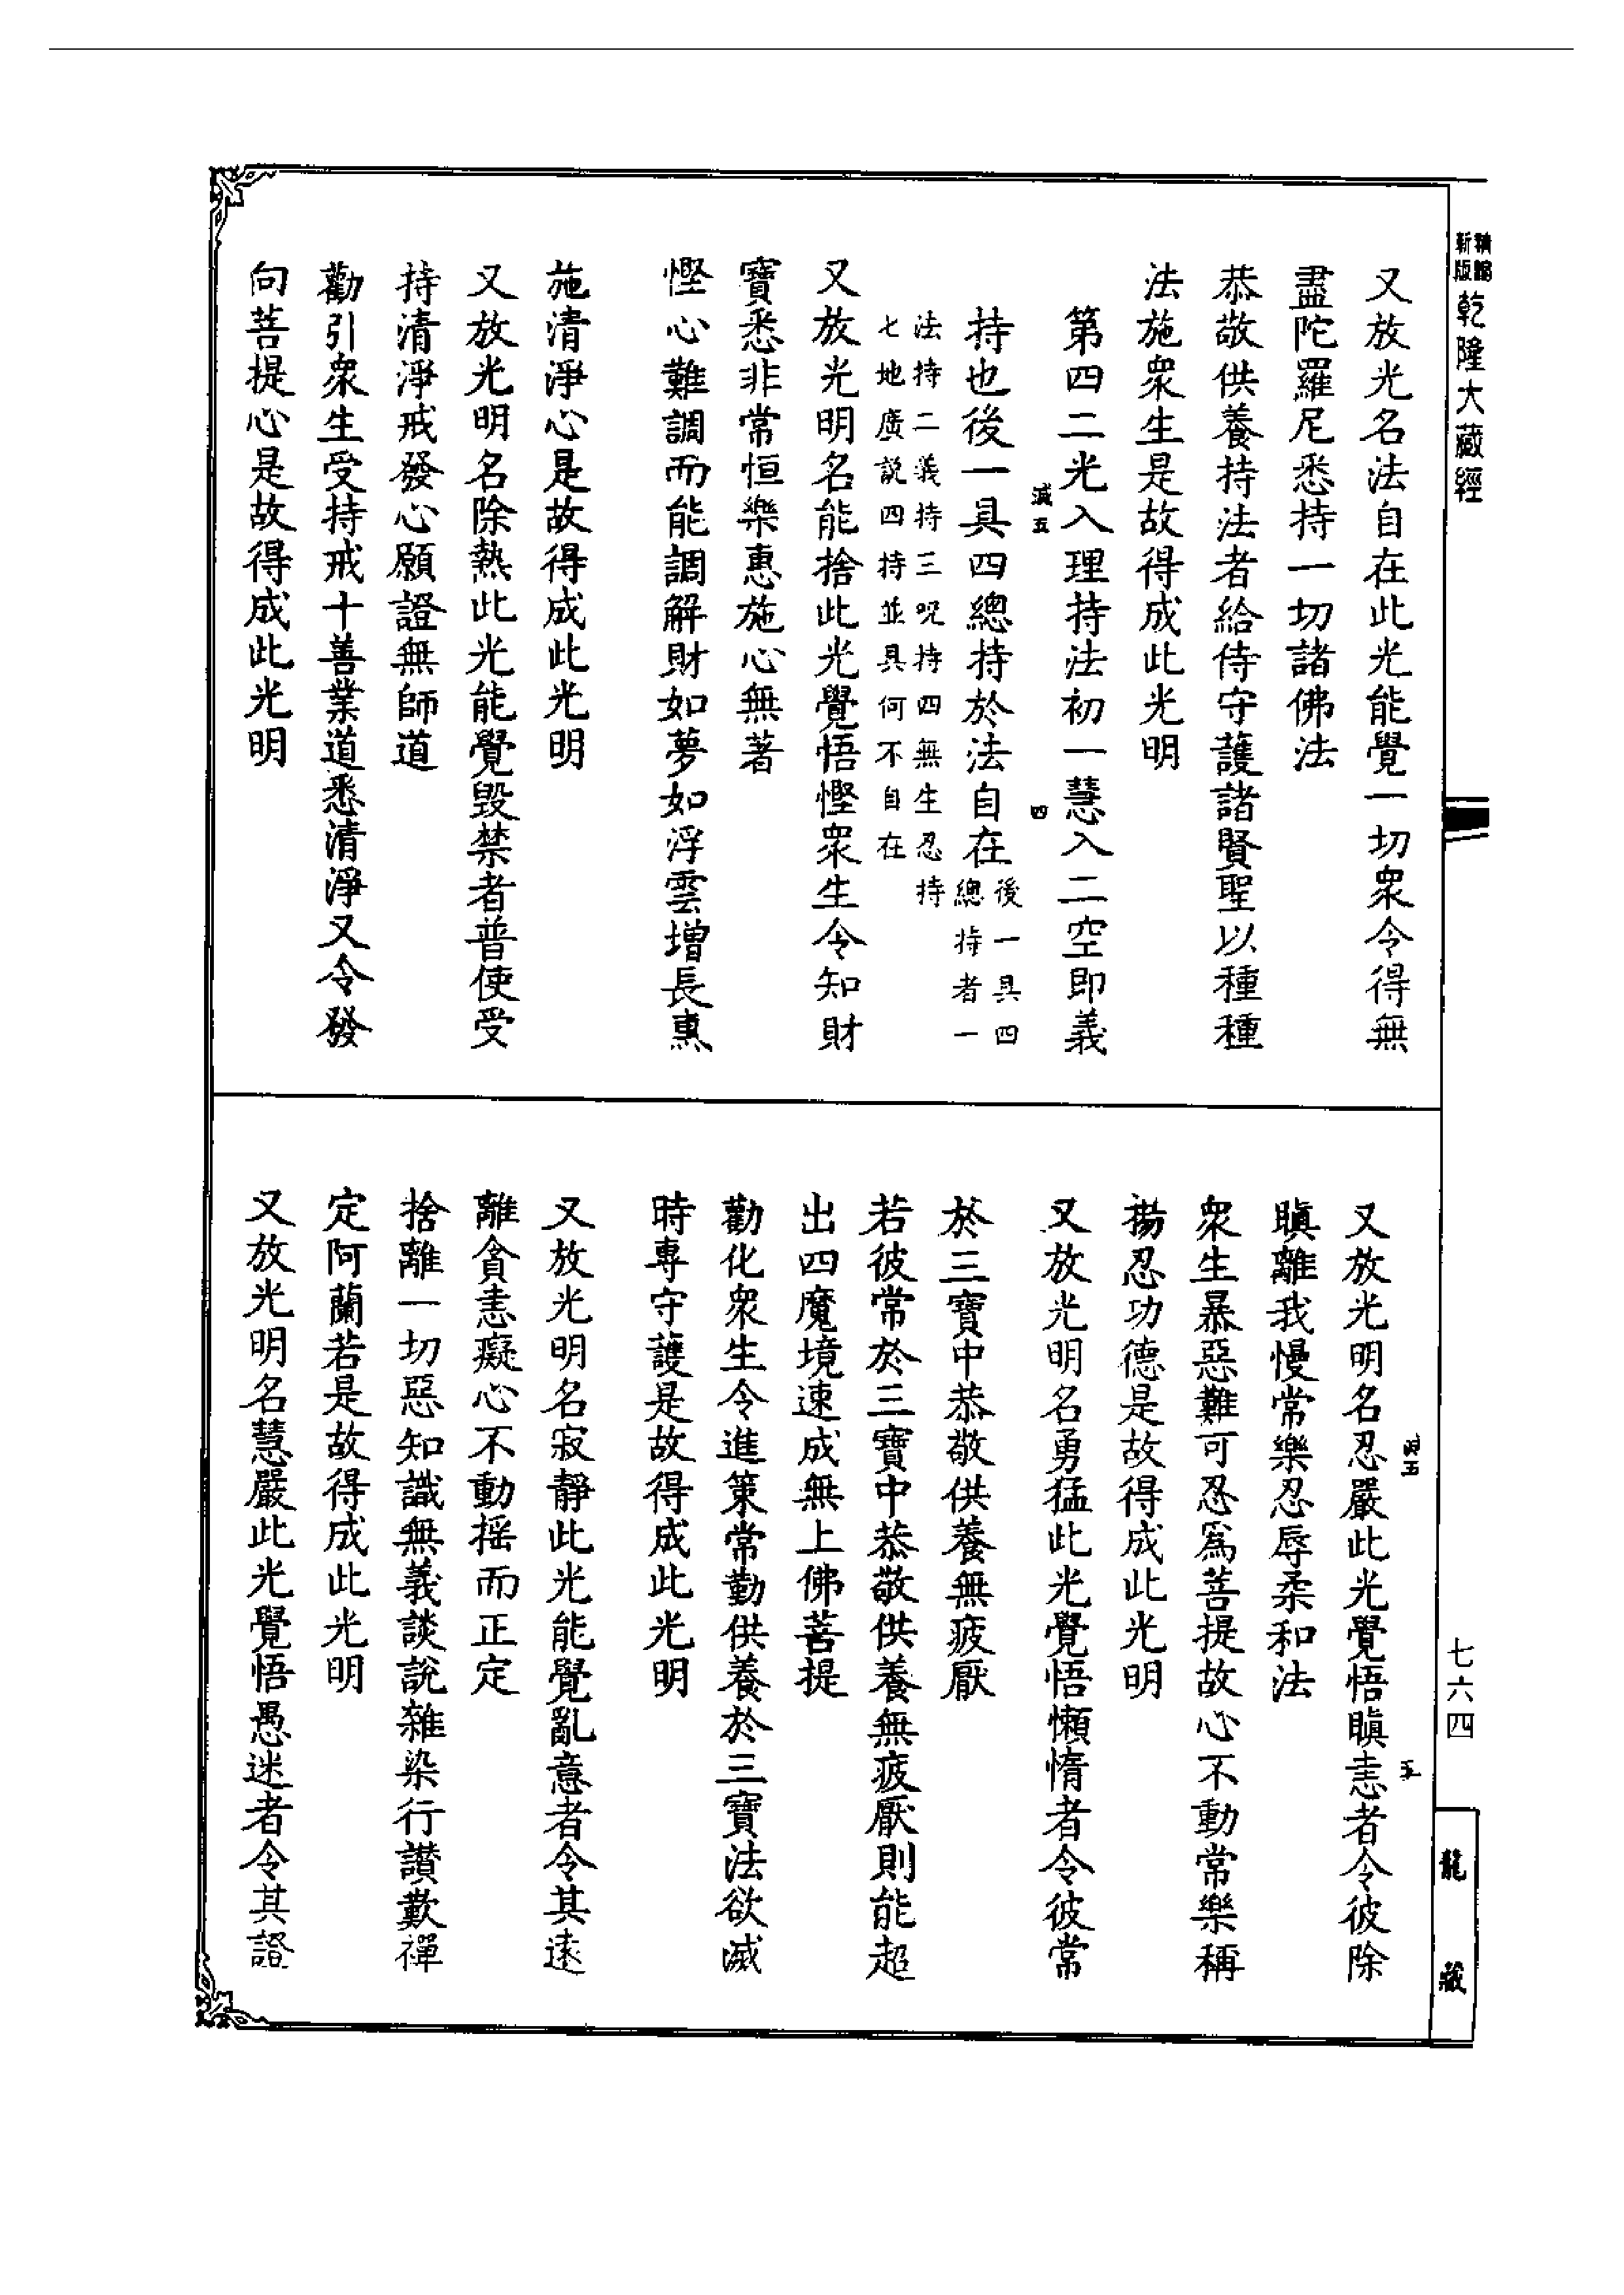 新版
精縮
乾隆大藏經
又放光名法自在此光能覺一切眾令得無
盡陀羅尼悉持一切諸佛法
恭敬供養持法者給侍守護諸賢聖以種種
法施眾生是故得成此光明
第四二光入理持法初一慧入二空即義
四
持也後一具四總持於法自在
後一具四
總持者一
法持二義持三呪持四無生忍持
七地廣說四持並具何不自在
又放光明名能捨此光覺悟慳眾生令知財
寶悉非常恒樂惠施心無著
慳心難調而能調解財如夢如浮雲增長惠
施清淨心是故得成此光明
又放光明名除熱此光能覺毀禁者普使受
持清淨戒發心願證無師道
勸引眾生受持戒十善業道悉清淨又令發
向菩提心是故得成此光明
七六四
龍藏
五
又放光明名忍嚴此光覺悟瞋恚者令彼除
瞋離我慢常樂忍辱柔和法
眾生暴惡難可忍為菩提故心不動常樂稱
揚忍功德是故得成此光明
又放光明名勇猛此光覺悟懶惰者令彼常
於三寶中恭敬供養無疲厭
若彼常於三寶中恭敬供養無疲厭則能超
出四魔境速成無上佛菩提
勸化眾生令進策常勤供養於三寶法欲滅
時專守護是故得成此光明
又放光明名寂靜此光能覺亂意者令其遠
離貪恚癡心不動搖而正定
捨離一切惡知識無義談說雜染行讚歎禪
定阿蘭若是故得成此光明
又放光明名慧嚴此光覺悟愚迷者令其證